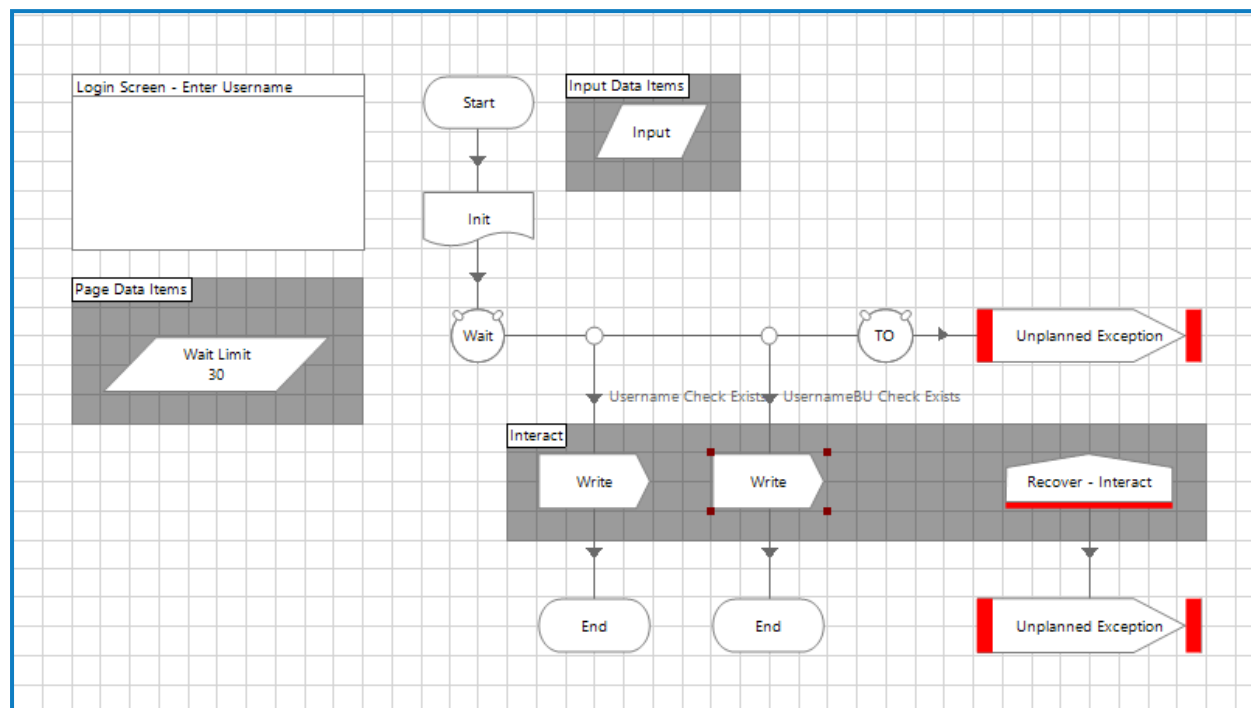 Login Screen - Enter Username
Start
Input Data Items
Input
Init
Page Data Items
Wait Limit
30
Wait
TO
Unplanned Exception
Username Check Exists
UsernameBU Check Exists
Interact
Write
Write
Recover - Interact
End
End
Unplanned Exception